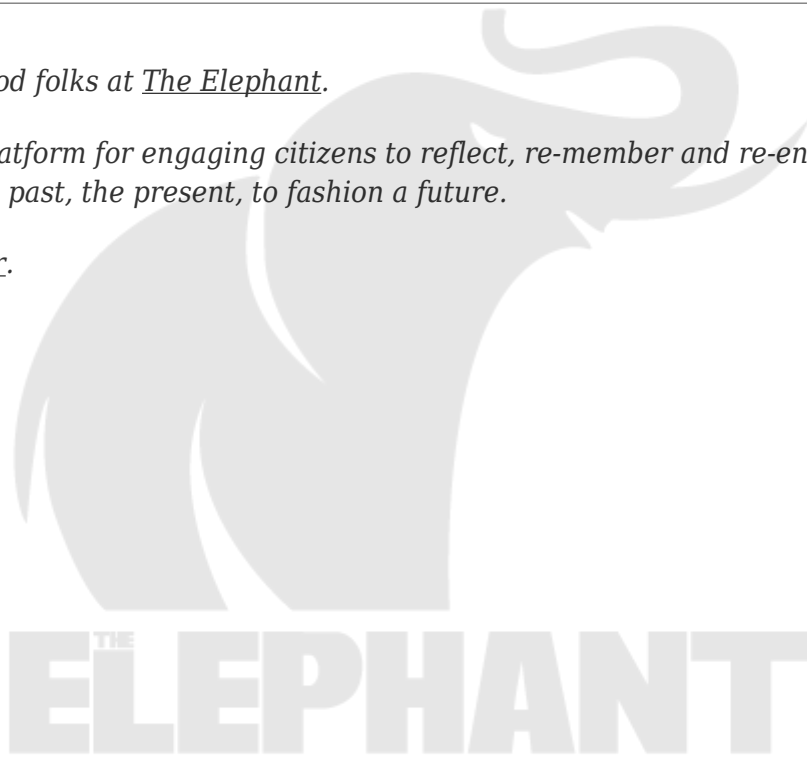 od folks at The Elephant.
atform for engaging citizens to reflect, re-member and re-en
past, the present, to fashion a future.
r.
THE
ELEPHANT